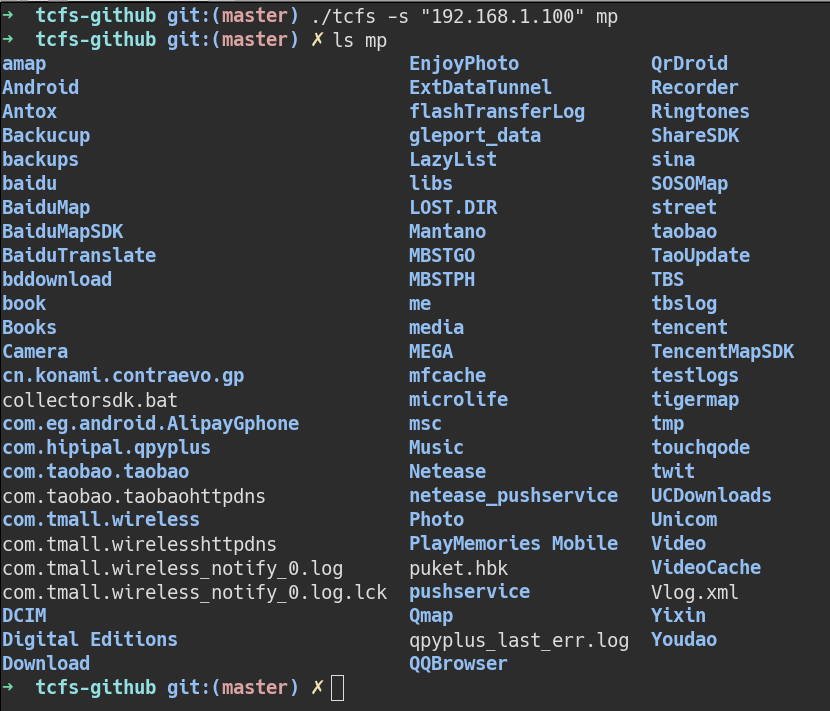 ➜  tcfs-github git:(master) ./tcfs -s "192.168.1.100" mp
➜  tcfs-github git:(master) ✗ ls mp
amap EnjoyPhoto QrDroid
Android ExtDataTunnel Recorder
Antox flashTransferLog Ringtones
Backucup gleport_data ShareSDK
backups LazyList sina
baidu libs SOSOMap
BaiduMap LOST.DIR street
BaiduMapSDK Mantano taobao
BaiduTranslate MBSTGO TaoUpdate
bddownload MBSTPH TBS
book me tbslog
Books media tencent
Camera MEGA TencentMapSDK
cn.konami.contraevo.gp mfcache testlogs
collectorsdk.bat microlife tigermap
com.eg.android.AlipayGphone msc tmp
com.hipipal.qpyplus Music touchqode
com.taobao.taobao Netease twit
com.taobao.taobaohttpdns netease_pushservice UCDownloads
com.tmall.wireless Photo Unicom
com.tmall.wirelesshttpdns PlayMemories Mobile Video
com.tmall.wireless_notify_0.log puket.hbk VideoCache
com.tmall.wireless_notify_0.log.lck pushservice Vlog.xml
DCIM Qmap Yixin
Digital Editions qpyplus_last_err.log Youdao
Download QQBrowser
➜  tcfs-github git:(master) ✗